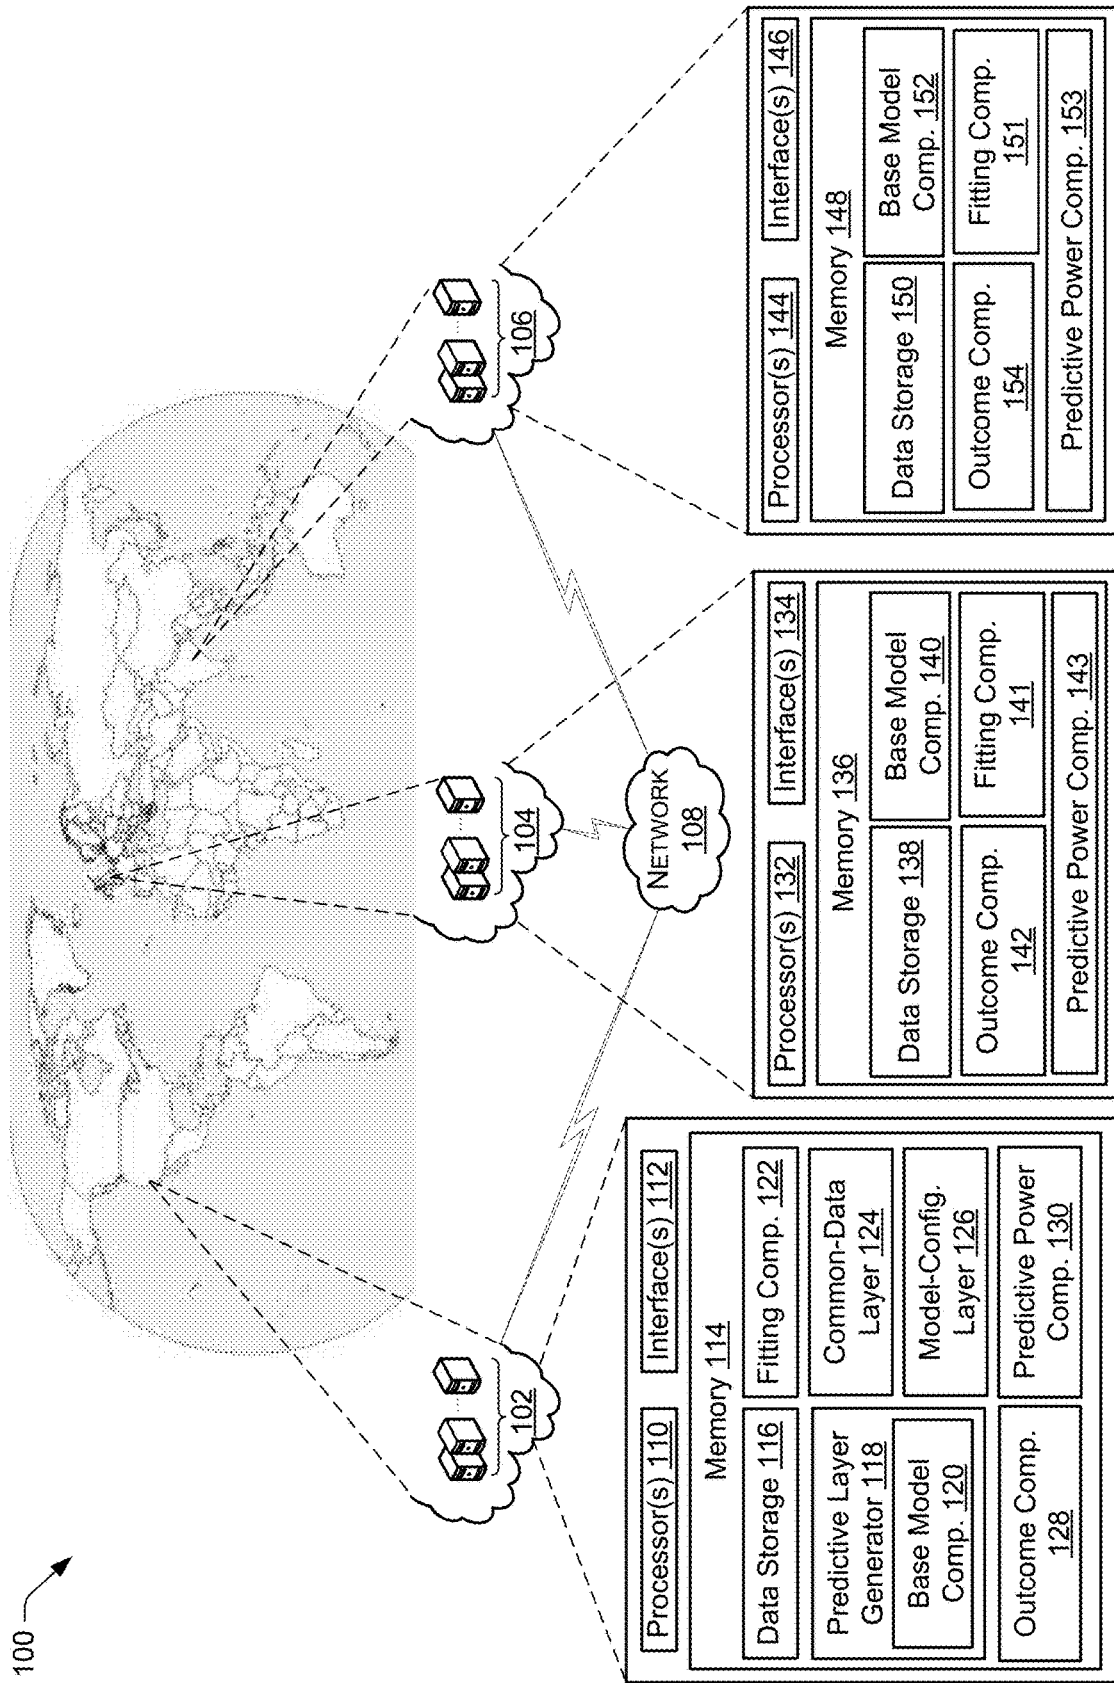 100
102
104
106
NETWORK
108
Processor(s) 110
Interface(s) 112
Memory 114
Data Storage 116
Fitting Comp. 122
Predictive Layer
Generator 118
Base Model
Comp. 120
Common-Data
Layer 124
Model-Config.
Layer 126
Outcome Comp.
128
Predictive Power
Comp. 130
Processor(s) 132
Interface(s) 134
Memory 136
Data Storage 138
Base Model
Comp. 140
Outcome Comp.
142
Fitting Comp.
141
Predictive Power Comp. 143
Processor(s) 144
Interface(s) 146
Memory 148
Data Storage 150
Base Model
Comp. 152
Outcome Comp.
154
Fitting Comp.
151
Predictive Power Comp. 153